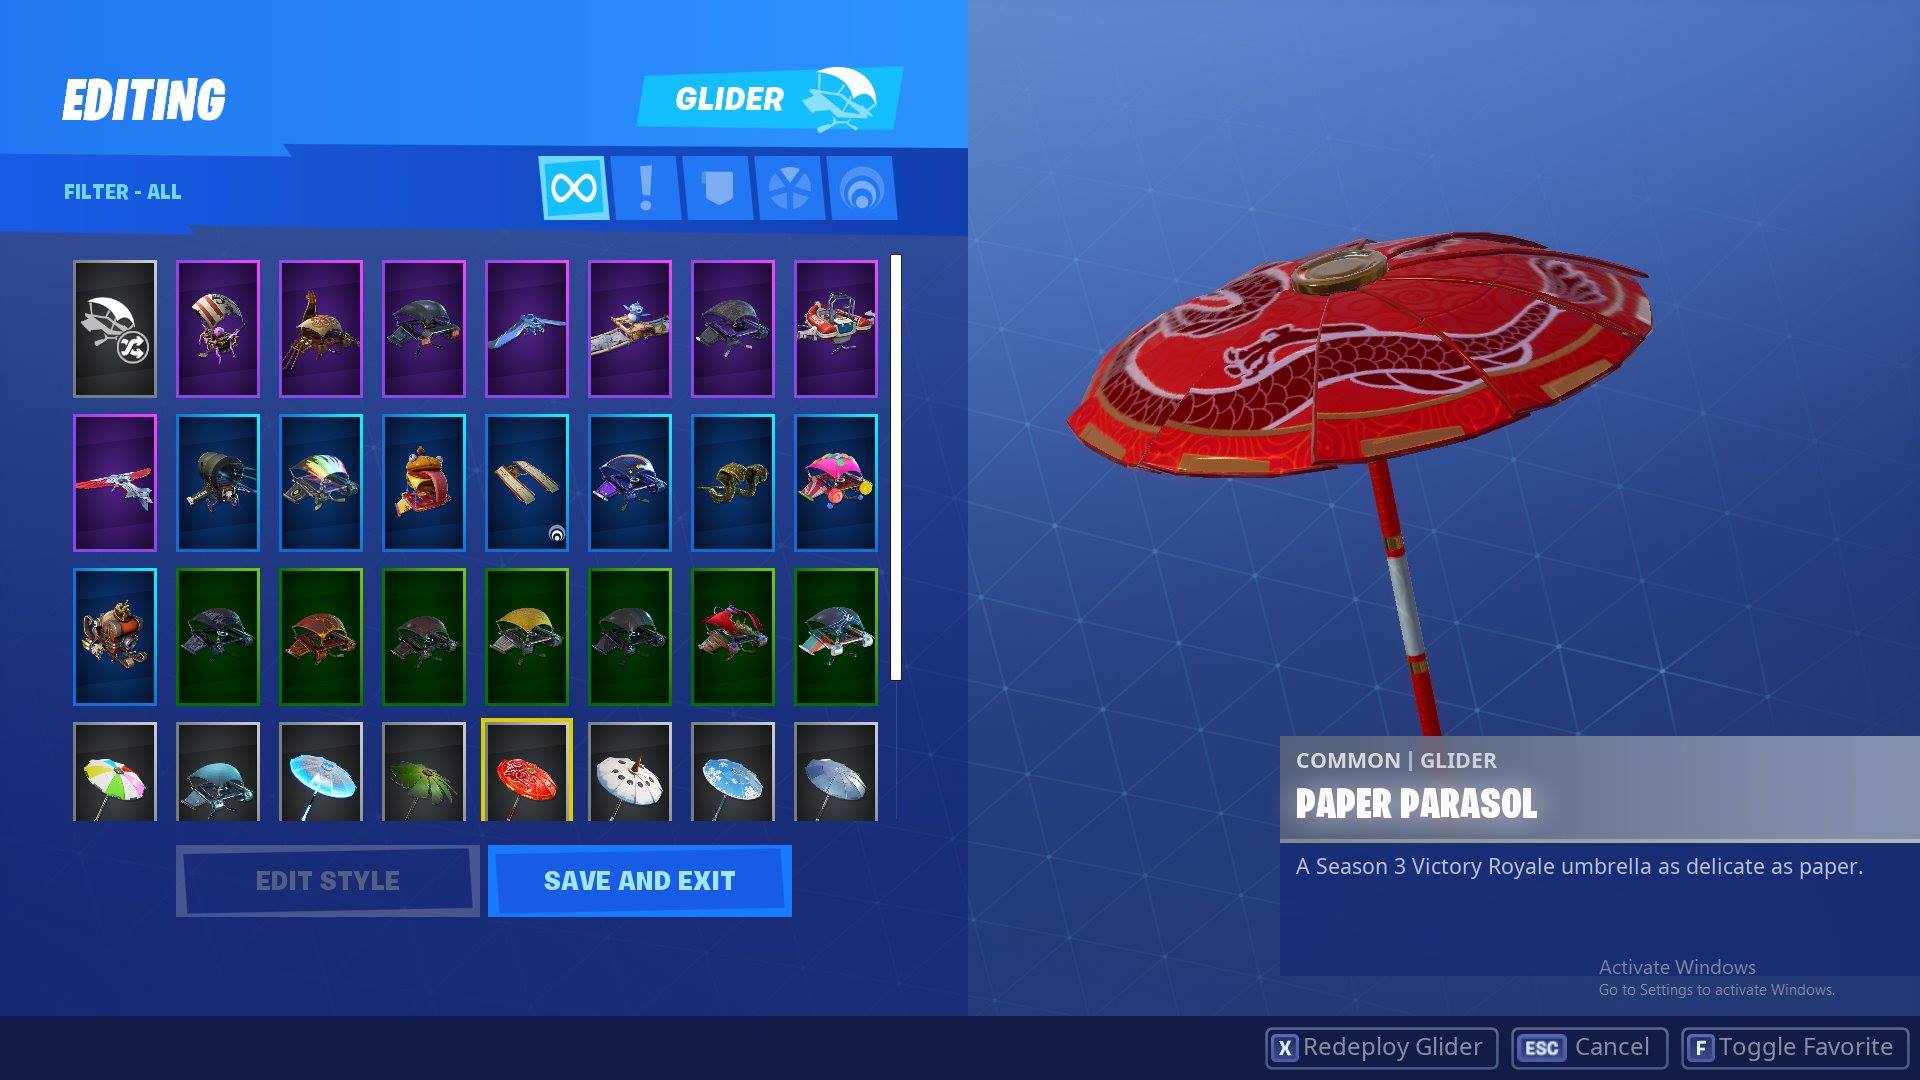 EDITING
GLIDER
FILTER - ALL
EDIT STYLE
SAVE AND EXIT
COMMON | GLIDER
PAPER PARASOL
A Season 3 Victory Royale umbrella as delicate as paper.
Activate Windows
Go to Settings to activate Windows.
X Redeploy Glider
ESC Cancel
F Toggle Favorite